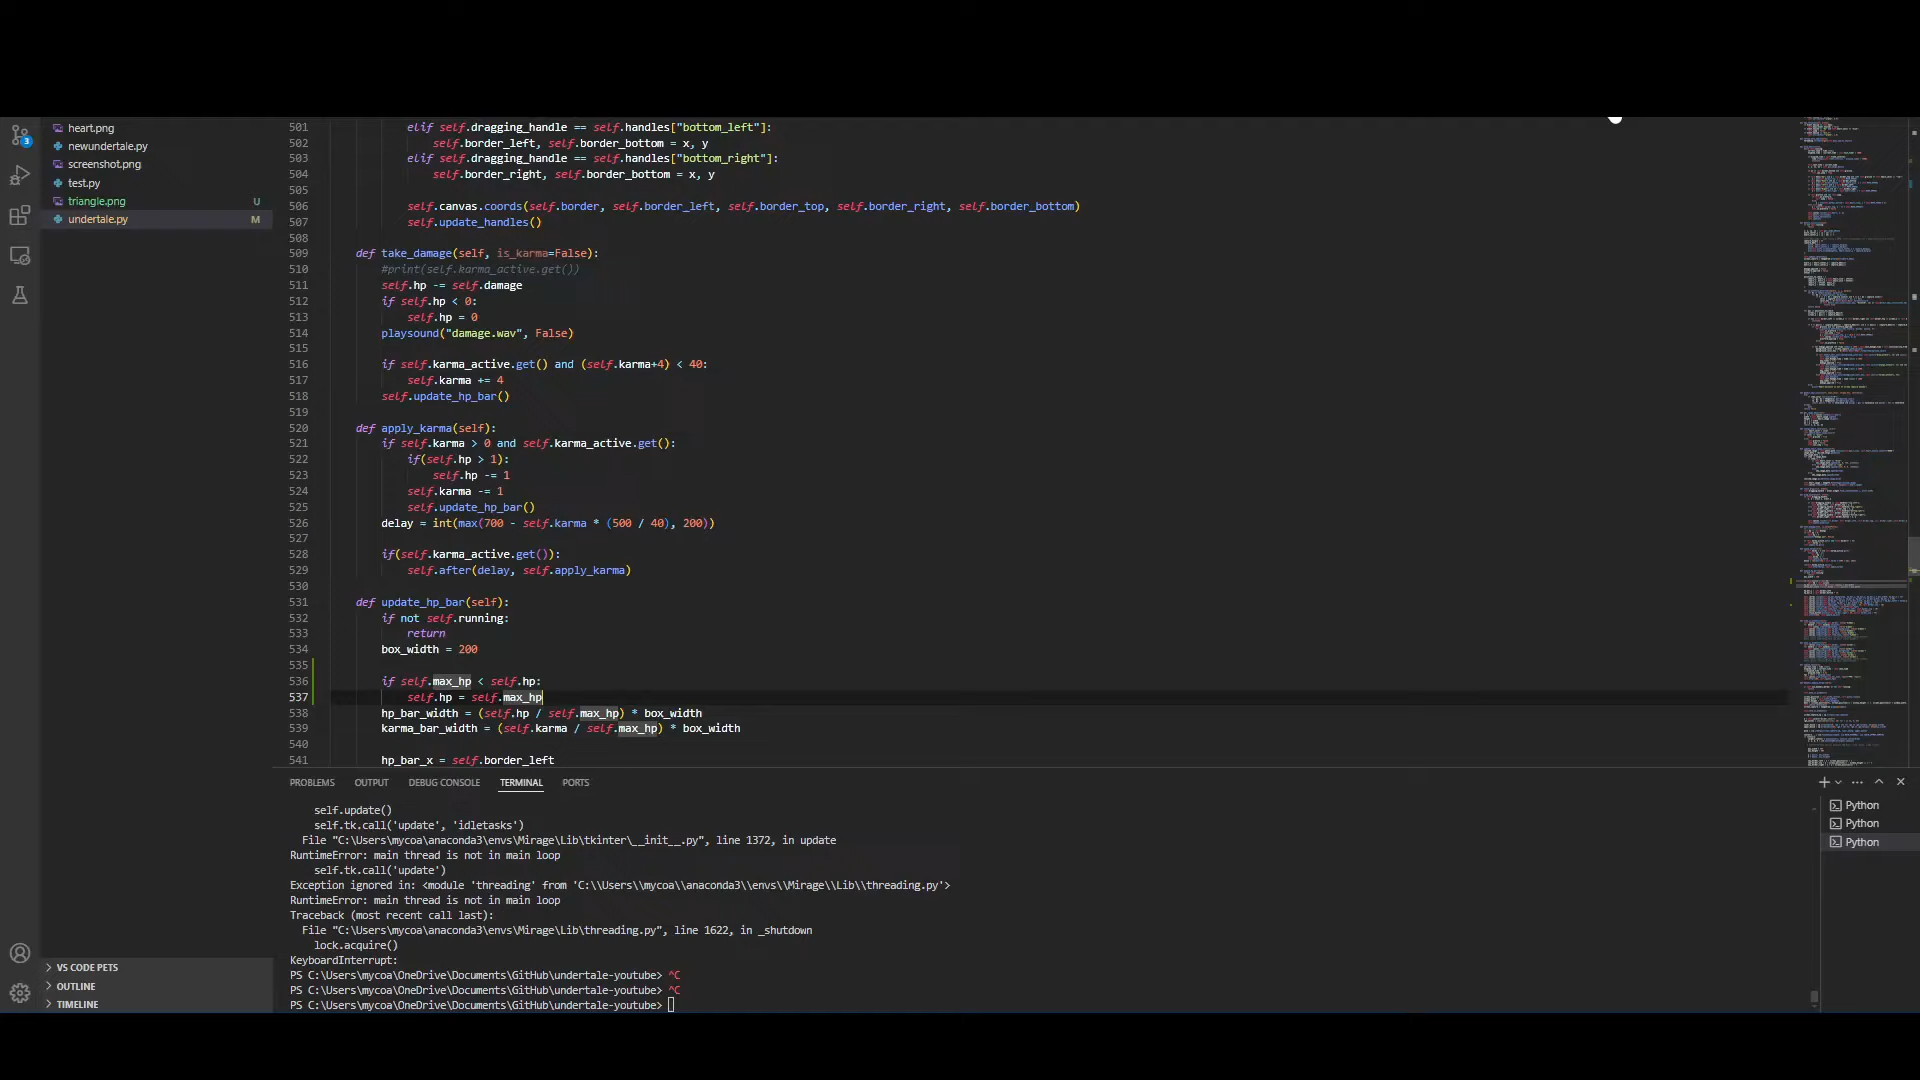 3
heart.png
newundertale.py
screenshot.png
test.py
triangle.png U
undertale.py M
501 elif self.dragging_handle == self.handles["bottom_left"]:
502 self.border_left, self.border_bottom = x, y
503 elif self.dragging_handle == self.handles["bottom_right"]:
504 self.border_right, self.border_bottom = x, y
505
506 self.canvas.coords(self.border, self.border_left, self.border_top, self.border_right, self.border_bottom)
507 self.update_handles()
508
509 def take_damage(self, is_karma=False):
510 #print(self.karma_active.get())
511 self.hp -= self.damage
512 if self.hp < 0:
513 self.hp = 0
514 playsound("damage.wav", False)
515
516 if self.karma_active.get() and (self.karma+4) < 40:
517 self.karma += 4
518 self.update_hp_bar()
519
520 def apply_karma(self):
521 if self.karma > 0 and self.karma_active.get():
522 if(self.hp > 1):
523 self.hp -= 1
524 self.karma -= 1
525 self.update_hp_bar()
526 delay = int(max(700 - self.karma * (500 / 40), 200))
527
528 if(self.karma_active.get()):
529 self.after(delay, self.apply_karma)
530
531 def update_hp_bar(self):
532 if not self.running:
533 return
534 box_width = 200
535
536 if self.max_hp < self.hp:
537 self.hp = self.max_hp
538 hp_bar_width = (self.hp / self.max_hp) * box_width
539 karma_bar_width = (self.karma / self.max_hp) * box_width
540
541 hp_bar_x = self.border_left
PROBLEMS OUTPUT DEBUG CONSOLE TERMINAL PORTS
self.update()
self.tk.call('update', 'idletasks')
File "C:\Users\mycoa\anaconda3\envs\Mirage\Lib\tkinter\__init__.py", line 1372, in update
RuntimeError: main thread is not in main loop
self.tk.call('update')
Exception ignored in: <module 'threading' from 'C:\\Users\\mycoa\\anaconda3\\envs\\Mirage\\Lib\\threading.py'>
RuntimeError: main thread is not in main loop
Traceback (most recent call last):
File "C:\Users\mycoa\anaconda3\envs\Mirage\Lib\threading.py", line 1622, in _shutdown
lock.acquire()
KeyboardInterrupt:
PS C:\Users\mycoa\OneDrive\Documents\GitHub\undertale-youtube> ^C
PS C:\Users\mycoa\OneDrive\Documents\GitHub\undertale-youtube> ^C
PS C:\Users\mycoa\OneDrive\Documents\GitHub\undertale-youtube>
Python
Python
Python
VS CODE PETS
OUTLINE
TIMELINE